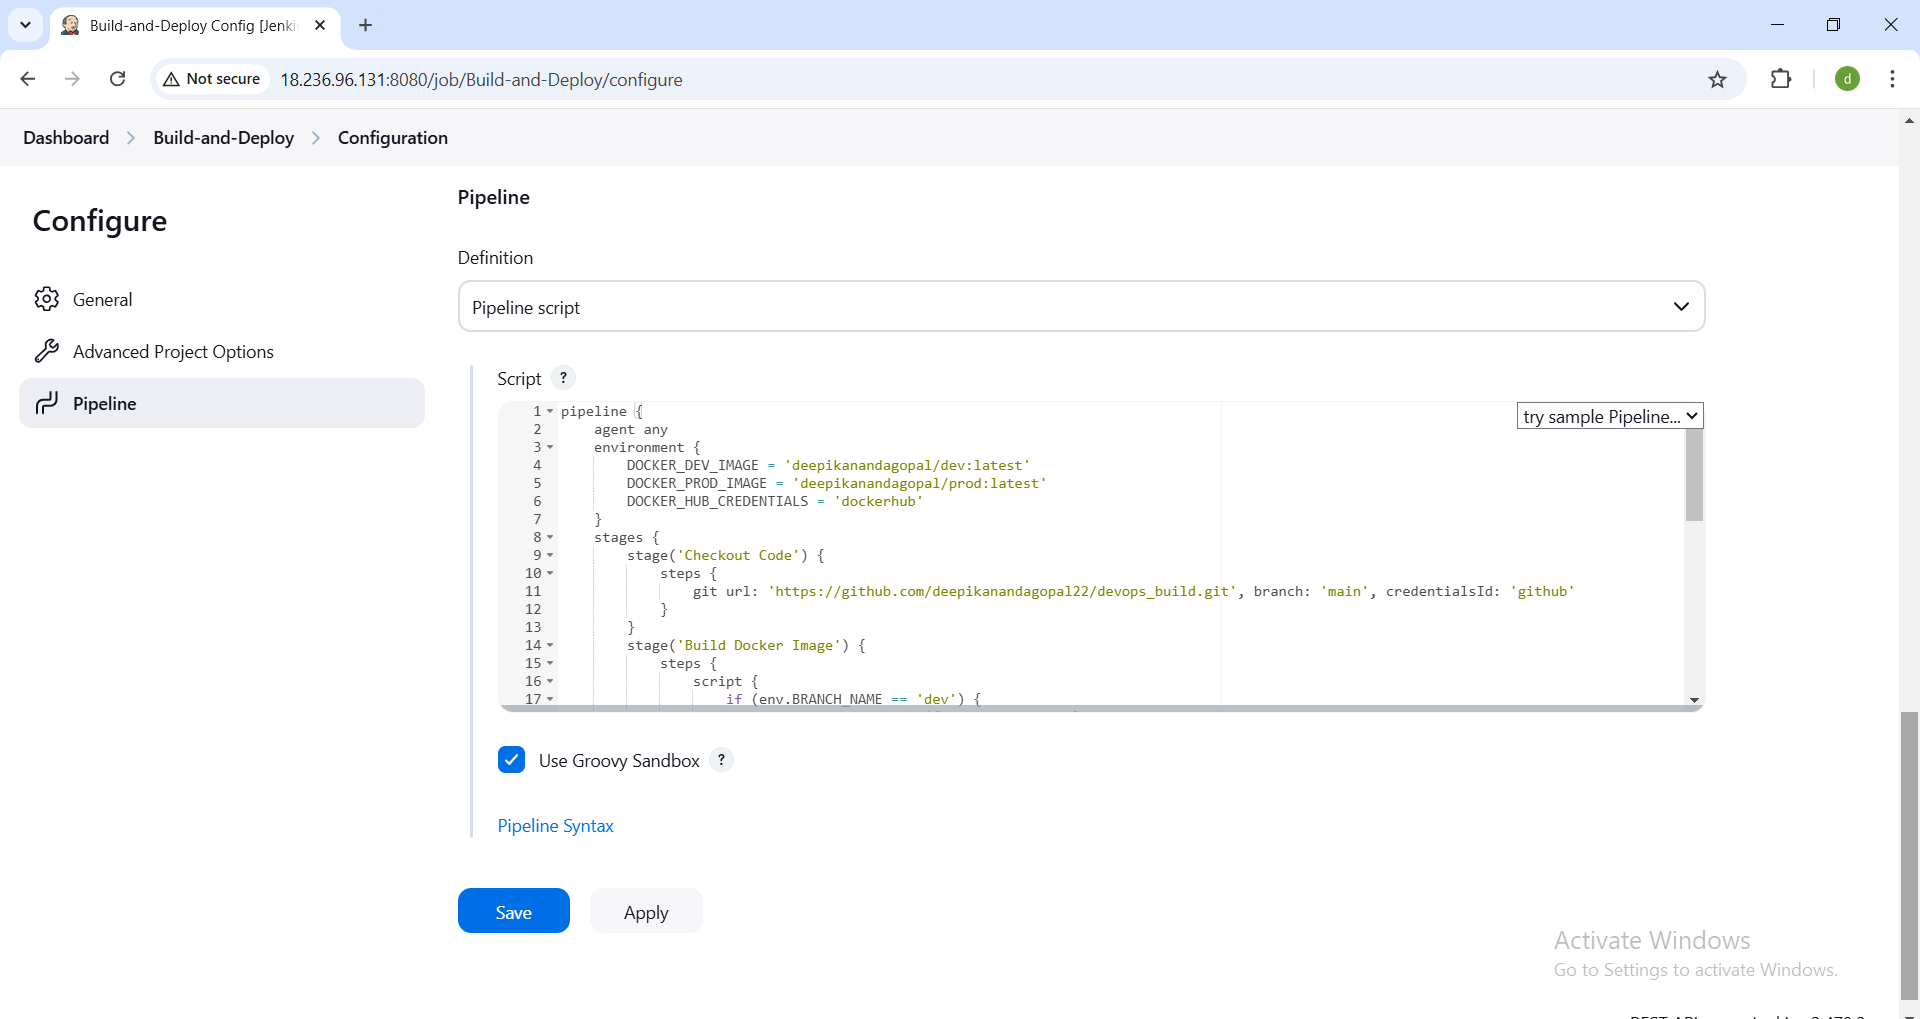 Build-and-Deploy Config [Jenki
Not secure
18.236.96.131:8080/job/Build-and-Deploy/configure
d
Dashboard > Build-and-Deploy > Configuration
Configure
General
Advanced Project Options
Pipeline
Pipeline
Definition
Pipeline script
Script ?
try sample Pipeline...
1 pipeline {
2 agent any
3 environment {
4 DOCKER_DEV_IMAGE = 'deepikanandagopal/dev:latest'
5 DOCKER_PROD_IMAGE = 'deepikanandagopal/prod:latest'
6 DOCKER_HUB_CREDENTIALS = 'dockerhub'
7 }
8 stages {
9 stage('Checkout Code') {
10 steps {
11 git url: 'https://github.com/deepikanandagopal22/devops_build.git', branch: 'main', credentialsId: 'github'
12 }
13 }
14 stage('Build Docker Image') {
15 steps {
16 script {
17 if (env.BRANCH_NAME == 'dev') {
Use Groovy Sandbox ?
Pipeline Syntax
Save
Apply
Activate Windows
Go to Settings to activate Windows.